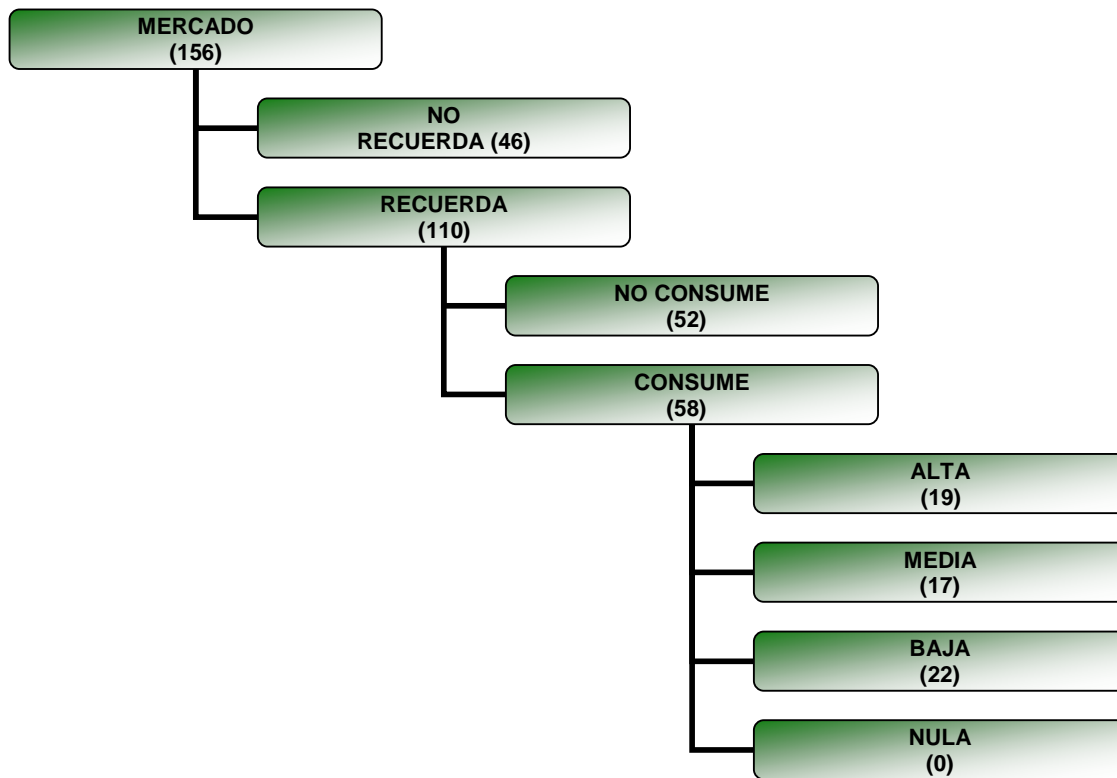 MERCADO
(156)
NO
RECUERDA (46)
RECUERDA
(110)
NO CONSUME
(52)
CONSUME
(58)
ALTA
(19)
MEDIA
(17)
BAJA
(22)
NULA
(0)